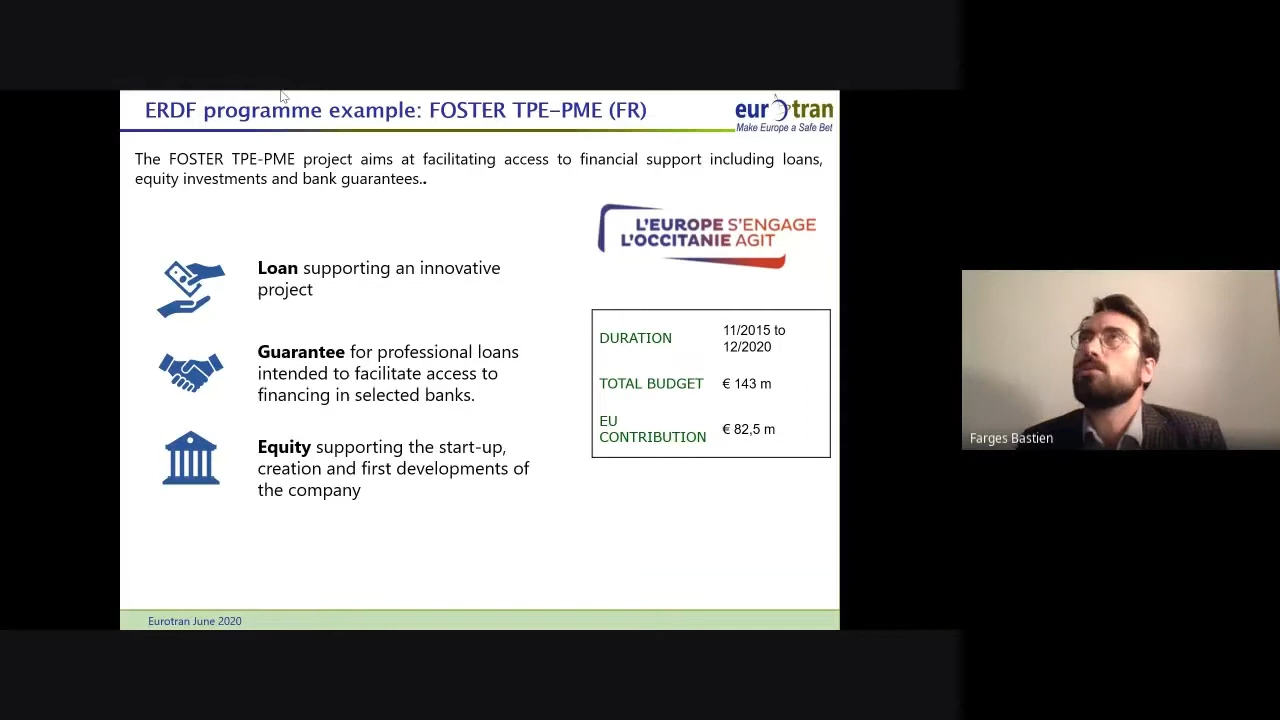 ERDF programme example: FOSTER TPE-PME (FR)
eurotran
Make Europe a Safe Bet
The FOSTER TPE-PME project aims at facilitating access to financial support including loans,
equity investments and bank guarantees..
L'EUROPE S'ENGAGE
L'OCCITANIE AGIT
Loan supporting an innovative
project
Guarantee for professional loans
intended to facilitate access to
financing in selected banks.
Equity supporting the start-up,
creation and first developments of
the company
DURATION
11/2015 to
12/2020
TOTAL BUDGET
€ 143 m
EU
CONTRIBUTION
€ 82,5 m
Farges Bastien
Eurotran June 2020